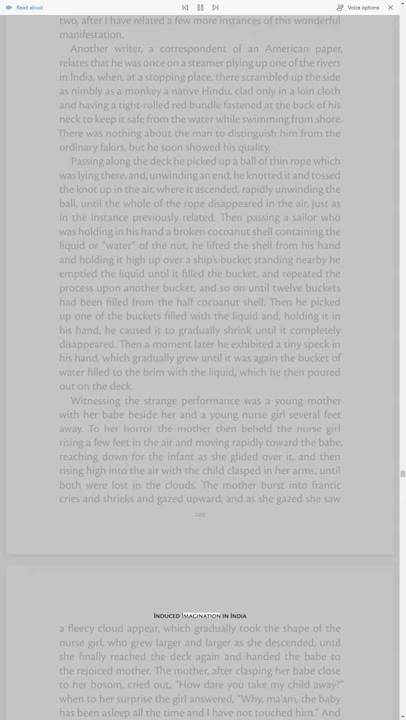 Read aloud
Voice options
two, after I have related a few more instances of this wonderful
manifestation.
Another writer, a correspondent of an American paper,
relates that he was once on a steamer plying up one of the rivers
in India, when, at a stopping place, there scrambled up the side
as nimbly as a monkey a native Hindu, clad only in a loin cloth
and having a tight-rolled red bundle fastened at the back of his
neck to keep it safe from the water while swimming from shore.
There was nothing about the man to distinguish him from the
ordinary fakirs, but he soon showed his quality.
Passing along the deck he picked up a ball of thin rope which
was lying there, and, unwinding an end, he knotted it and tossed
the knot up in the air, where it ascended, rapidly unwinding the
ball, until the whole of the rope disappeared in the air, just as
in the instance previously related. Then passing a sailor who
was holding in his hand a broken cocoanut shell containing the
liquid or “water” of the nut, he lifted the shell from his hand
and holding it high up over a ship’s bucket standing nearby he
emptied the liquid until it filled the bucket, and repeated the
process upon another bucket, and so on until twelve buckets
had been filled from the half cocoanut shell. Then he picked
up one of the buckets filled with the liquid and, holding it in
his hand, he caused it to gradually shrink until it completely
disappeared. Then a moment later he exhibited a tiny speck in
his hand, which gradually grew until it was again the bucket of
water filled to the brim with the liquid, which he then poured
out on the deck.
Witnessing the strange performance was a young mother
with her babe beside her and a young nurse girl several feet
away. To her horror the mother then beheld the nurse girl
rising a few feet in the air and moving rapidly toward the babe,
reaching down for the infant as she glided over it, and then
rising high into the air with the child clasped in her arms, until
both were lost in the clouds. The mother burst into frantic
cries and shrieks and gazed upward; and as she gazed she saw
INDUCED IMAGINATION IN INDIA
a fleecy cloud appear, which gradually took the shape of the
nurse girl, who grew larger and larger as she descended, until
she finally reached the deck again and handed the babe to
the rejoiced mother. The mother, after clasping her babe close
to her bosom, cried out, “How dare you take my child away?”
when to her surprise the girl answered, “Why, ma’am, the baby
has been asleep all the time and I have not touched him.” And